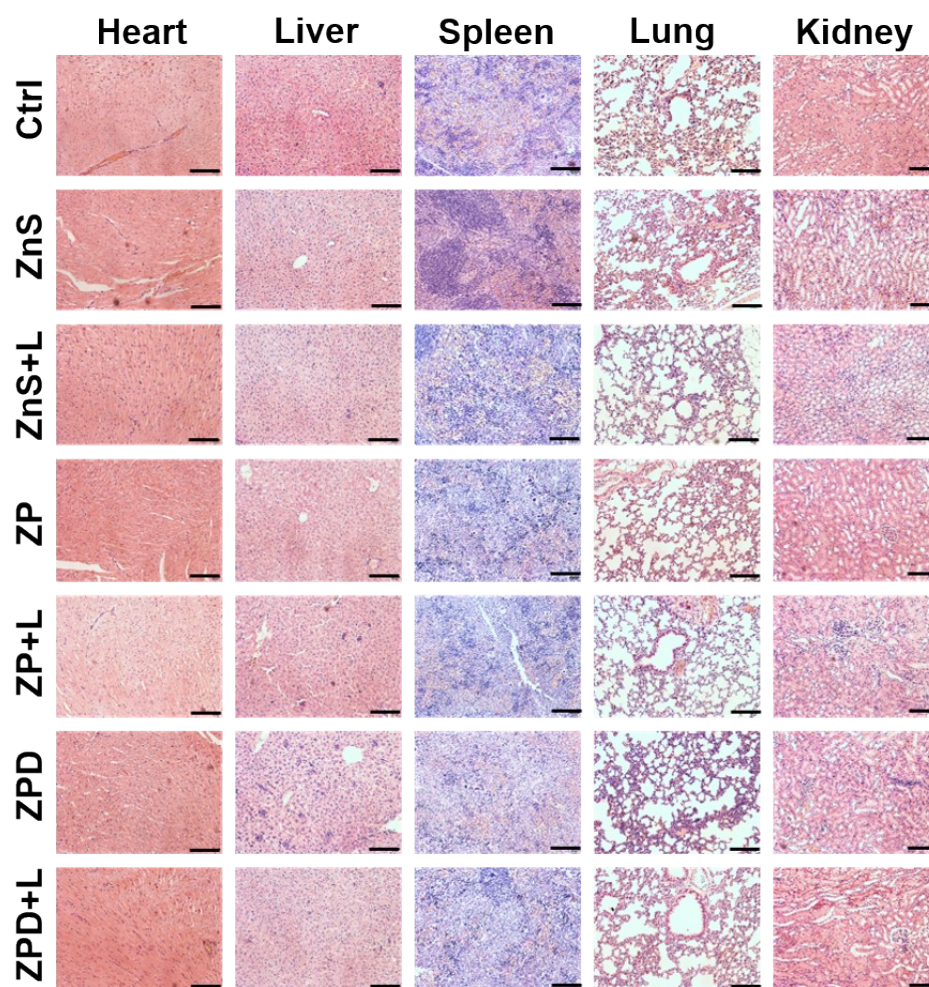 Heart Liver Spleen Lung Kidney
Ctrl
ZnS
ZnS+L
ZP
ZP+L
ZPD
ZPD+L